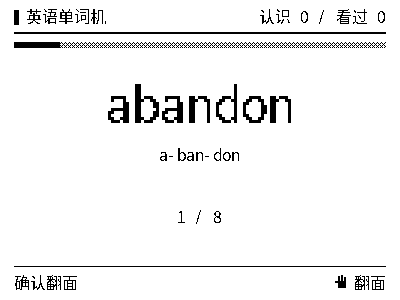 英语单词机 认识 0 / 看过 0
abandon
a-ban-don
1 / 8
确认翻面 翻面